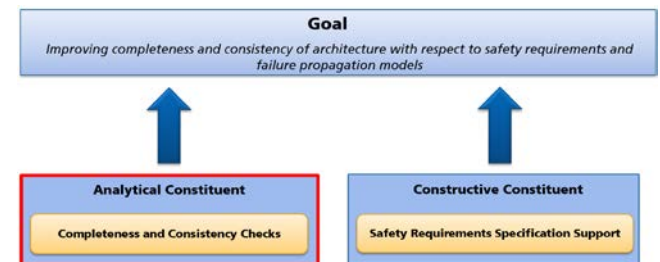 Goal
Improving completeness and consistency of architecture with respect to safety requirements and
failure propagation models
Analytical Constituent
Constructive Constituent
Completeness and Consistency Checks
Safety Requirements Specification Support